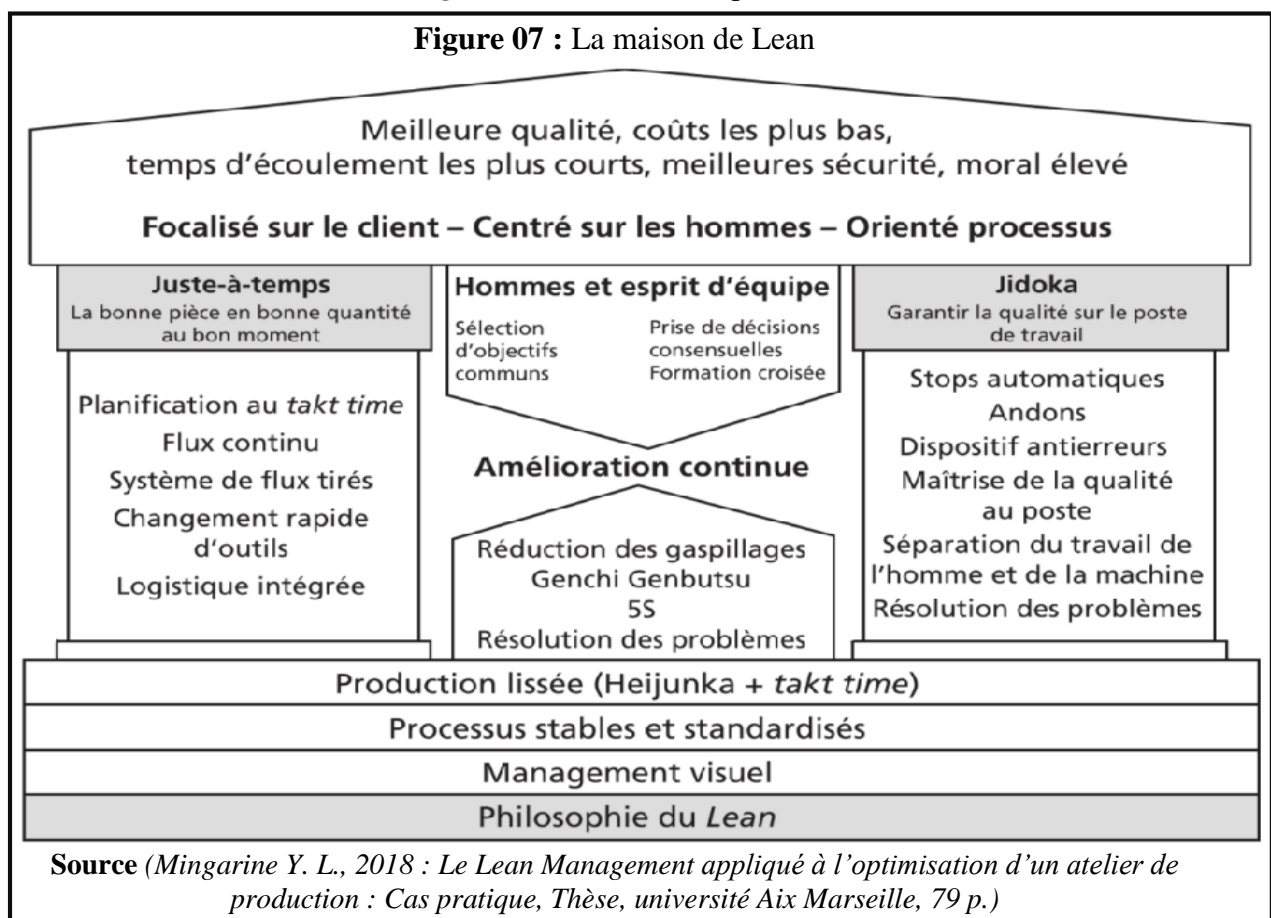 Figure 07 : La maison de Lean
Meilleure qualité, coûts les plus bas,
temps d'écoulement les plus courts, meilleures sécurité, moral élevé
Focalisé sur le client – Centré sur les hommes – Orienté processus
Juste-à-temps
La bonne pièce en bonne quantité
au bon moment
Planification au takt time
Flux continu
Système de flux tirés
Changement rapide
d'outils
Logistique intégrée
Hommes et esprit d'équipe
Sélection
d'objectifs
communs
Prise de décisions
consensuelles
Formation croisée
Amélioration continue
Réduction des gaspillages
Genchi Genbutsu
5S
Résolution des problèmes
Jidoka
Garantir la qualité sur le poste
de travail
Stops automatiques
Andons
Dispositif antierreurs
Maîtrise de la qualité
au poste
Séparation du travail de
l'homme et de la machine
Résolution des problèmes
Production lissée (Heijunka + takt time)
Processus stables et standardisés
Management visuel
Philosophie du Lean
Source (Mingarine Y. L., 2018 : Le Lean Management appliqué à l'optimisation d'un atelier de
production : Cas pratique, Thèse, université Aix Marseille, 79 p.)